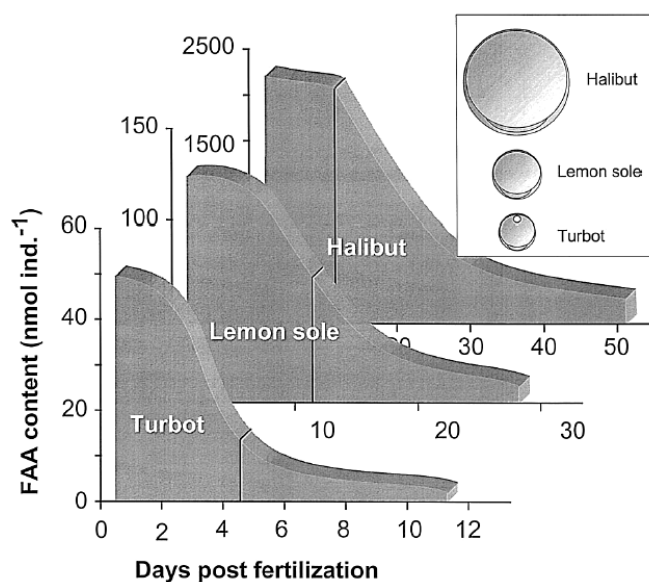 2500
1500
150
100
60
40
20
0
FAA content (nmol ind.-1)
Halibut
Lemon sole
Turbot
Halibut
Lemon sole
Turbot
20 30 40 50
10 20 30
0 2 4 6 8 10 12
Days post fertilization